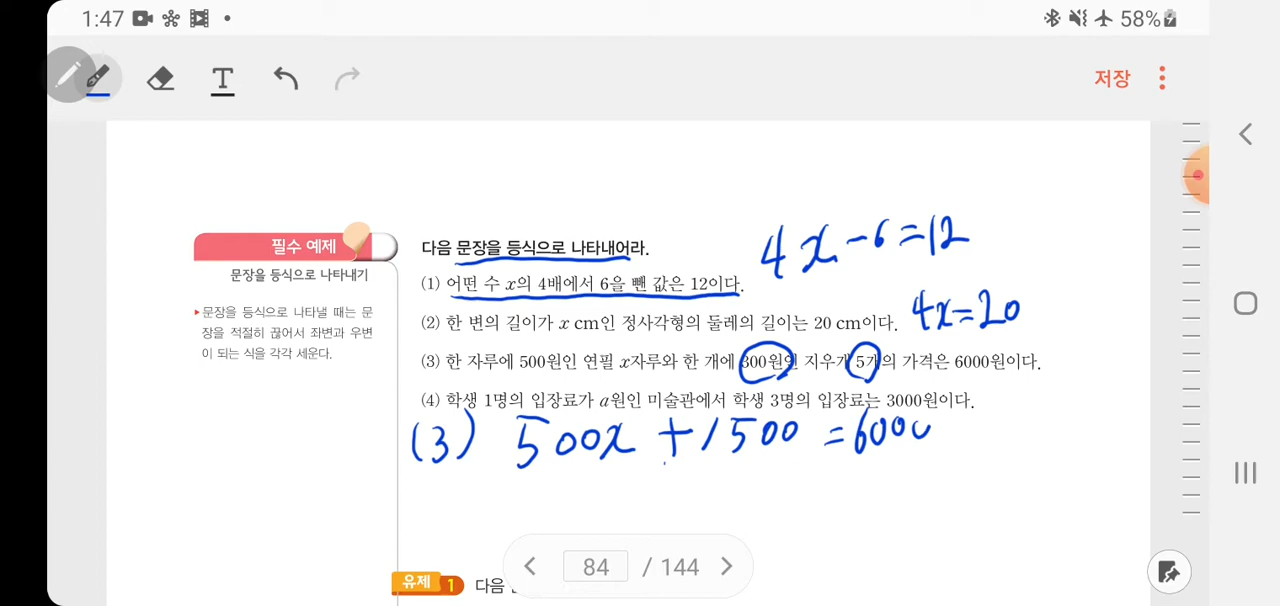 1:47
58%
T
저장
필수 예제
문장을 등식으로 나타내기
▸문장을 등식으로 나타낼 때는 문
장을 적절히 끊어서 좌변과 우변
이 되는 식을 각각 세운다.
다음 문장을 등식으로 나타내어라.
4x-6=12
(1) 어떤 수 x의 4배에서 6을 뺀 값은 12이다.
(2) 한 변의 길이가 x cm인 정사각형의 둘레의 길이는 20 cm이다.
4x=20
(3) 한 자루에 500원인 연필 x자루와 한 개에 300원인 지우개 5개의 가격은 6000원이다.
(4) 학생 1명의 입장료가 a원인 미술관에서 학생 3명의 입장료는 3000원이다.
(3) 500x +1500 =6000
유제 1 다음
84 / 144